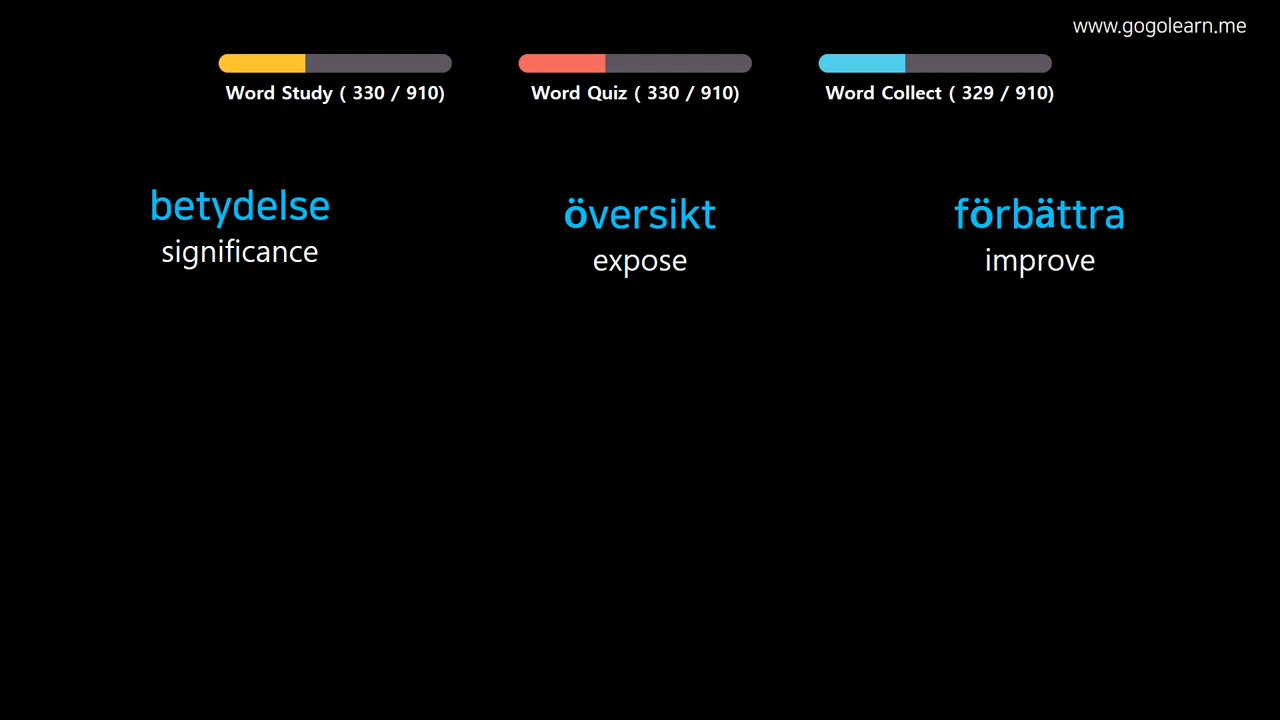 www.gogolearn.me
Word Study ( 330 / 910)
Word Quiz ( 330 / 910)
Word Collect ( 329 / 910)
betydelse
significance
översikt
expose
förbättra
improve